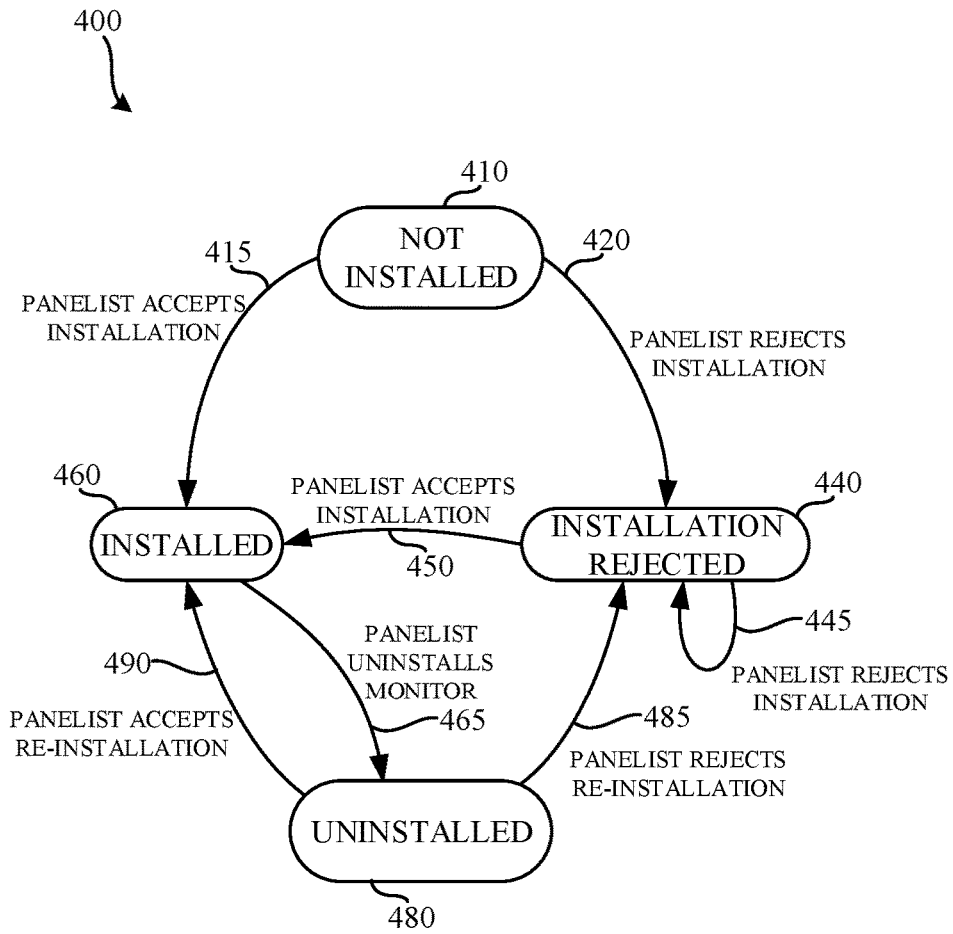 400
410
NOT
INSTALLED
415
420
PANELIST ACCEPTS
INSTALLATION
PANELIST REJECTS
INSTALLATION
460
INSTALLED
PANELIST ACCEPTS
INSTALLATION
450
440
INSTALLATION
REJECTED
445
PANELIST REJECTS
INSTALLATION
490
PANELIST ACCEPTS
RE-INSTALLATION
PANELIST
UNINSTALLS
MONITOR
465
485
PANELIST REJECTS
RE-INSTALLATION
UNINSTALLED
480